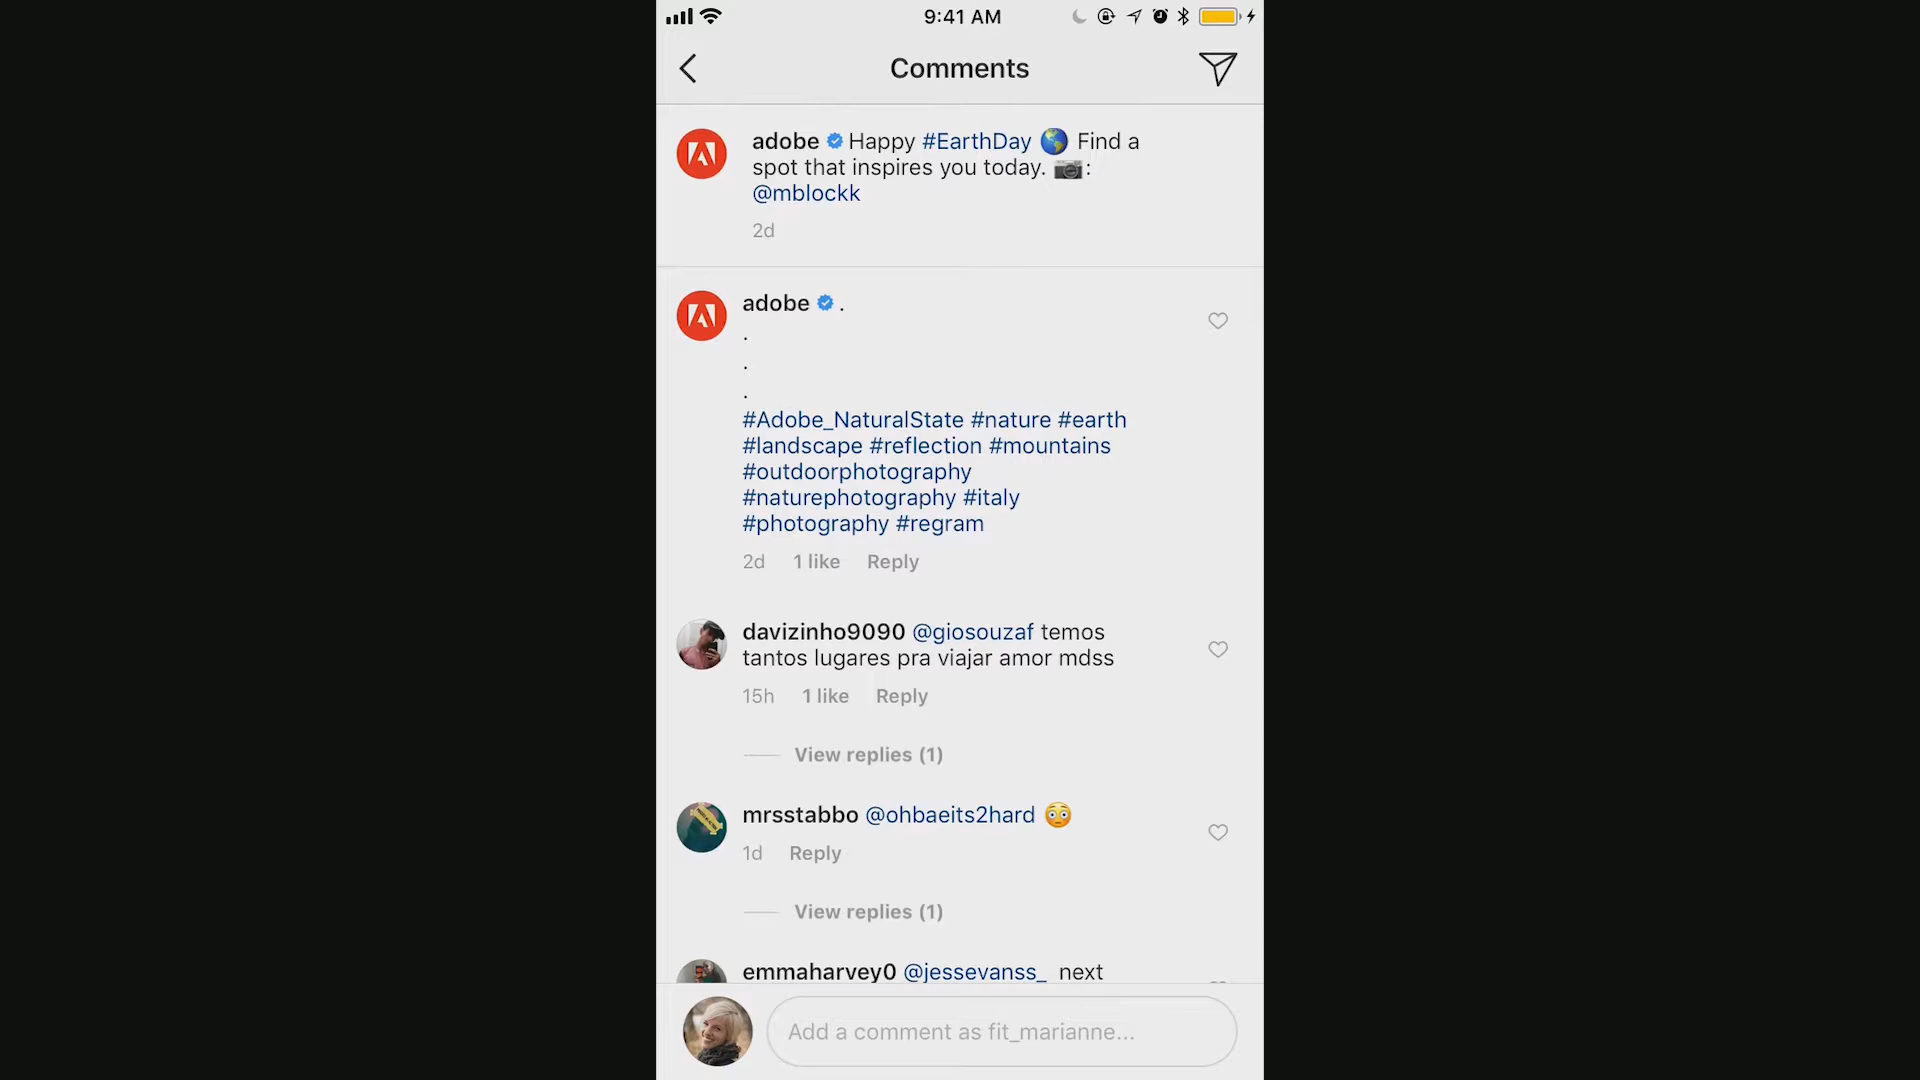 9:41 AM
Comments
adobe Happy #EarthDay 🌎 Find a
spot that inspires you today. 📷:
@mblockk
2d
adobe .
.
.
.
#Adobe_NaturalState #nature #earth
#landscape #reflection #mountains
#outdoorphotography
#naturephotography #italy
#photography #regram
2d 1 like Reply
davizinho9090 @giosouzaf temos
tantos lugares pra viajar amor mdss
15h 1 like Reply
View replies (1)
mrsstabbo @ohbaeits2hard 😳
1d Reply
View replies (1)
emmaharvey0 @jessevanss_ next
Add a comment as fit_marianne...